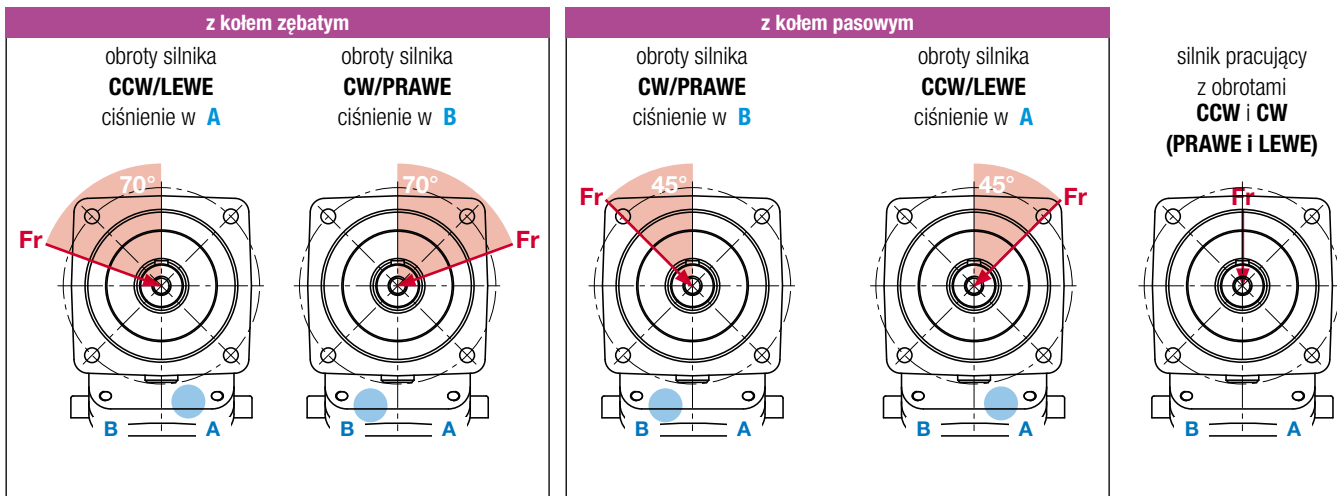 z kołem zębatym
obroty silnika
CCW/LEWE
ciśnienie w A
obroty silnika
CW/PRAWE
ciśnienie w B
70°
Fr
70°
Fr
B
A
B
A
z kołem pasowym
obroty silnika
CW/PRAWE
ciśnienie w B
obroty silnika
CCW/LEWE
ciśnienie w A
45°
Fr
45°
Fr
B
A
B
A
silnik pracujący
z obrotami
CCW i CW
(PRAWE i LEWE)
Fr
B
A